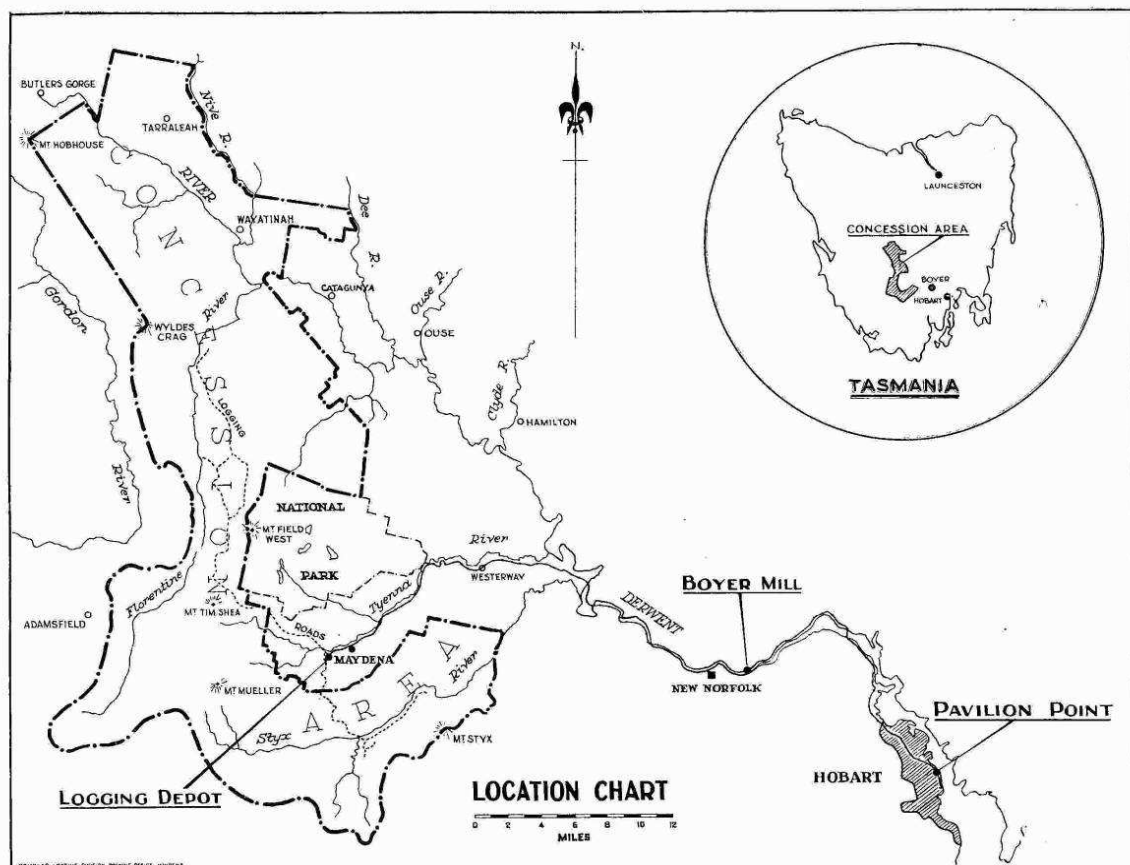 N.
BUTLERS GORGE
TARRALEAH
Nive R.
MT. HOBHOUSE
RIVER
WAYATINAH
Dee R.
CATAGUNYA
Ouse R.
OUSE
Gordon
River
WYLDES
CRAG
River
CONCESSION
LOGGING
Clyde R.
HAMILTON
NATIONAL
PARK
MT. FIELD
WEST
River
WESTERWAY
Tyenna
Florentine
ADAMSFIELD
MT. TIM SHEA
ROADS
MAYDENA
AREA
MT. MUELLER
Styx
River
MT. STYX
LOGGING DEPOT
DERWENT
BOYER MILL
NEW NORFOLK
PAVILION POINT
HOBART
LOCATION CHART
0 2 4 6 8 10 12
MILES
LAUNCESTON
CONCESSION AREA
BOYER
HOBART
TASMANIA